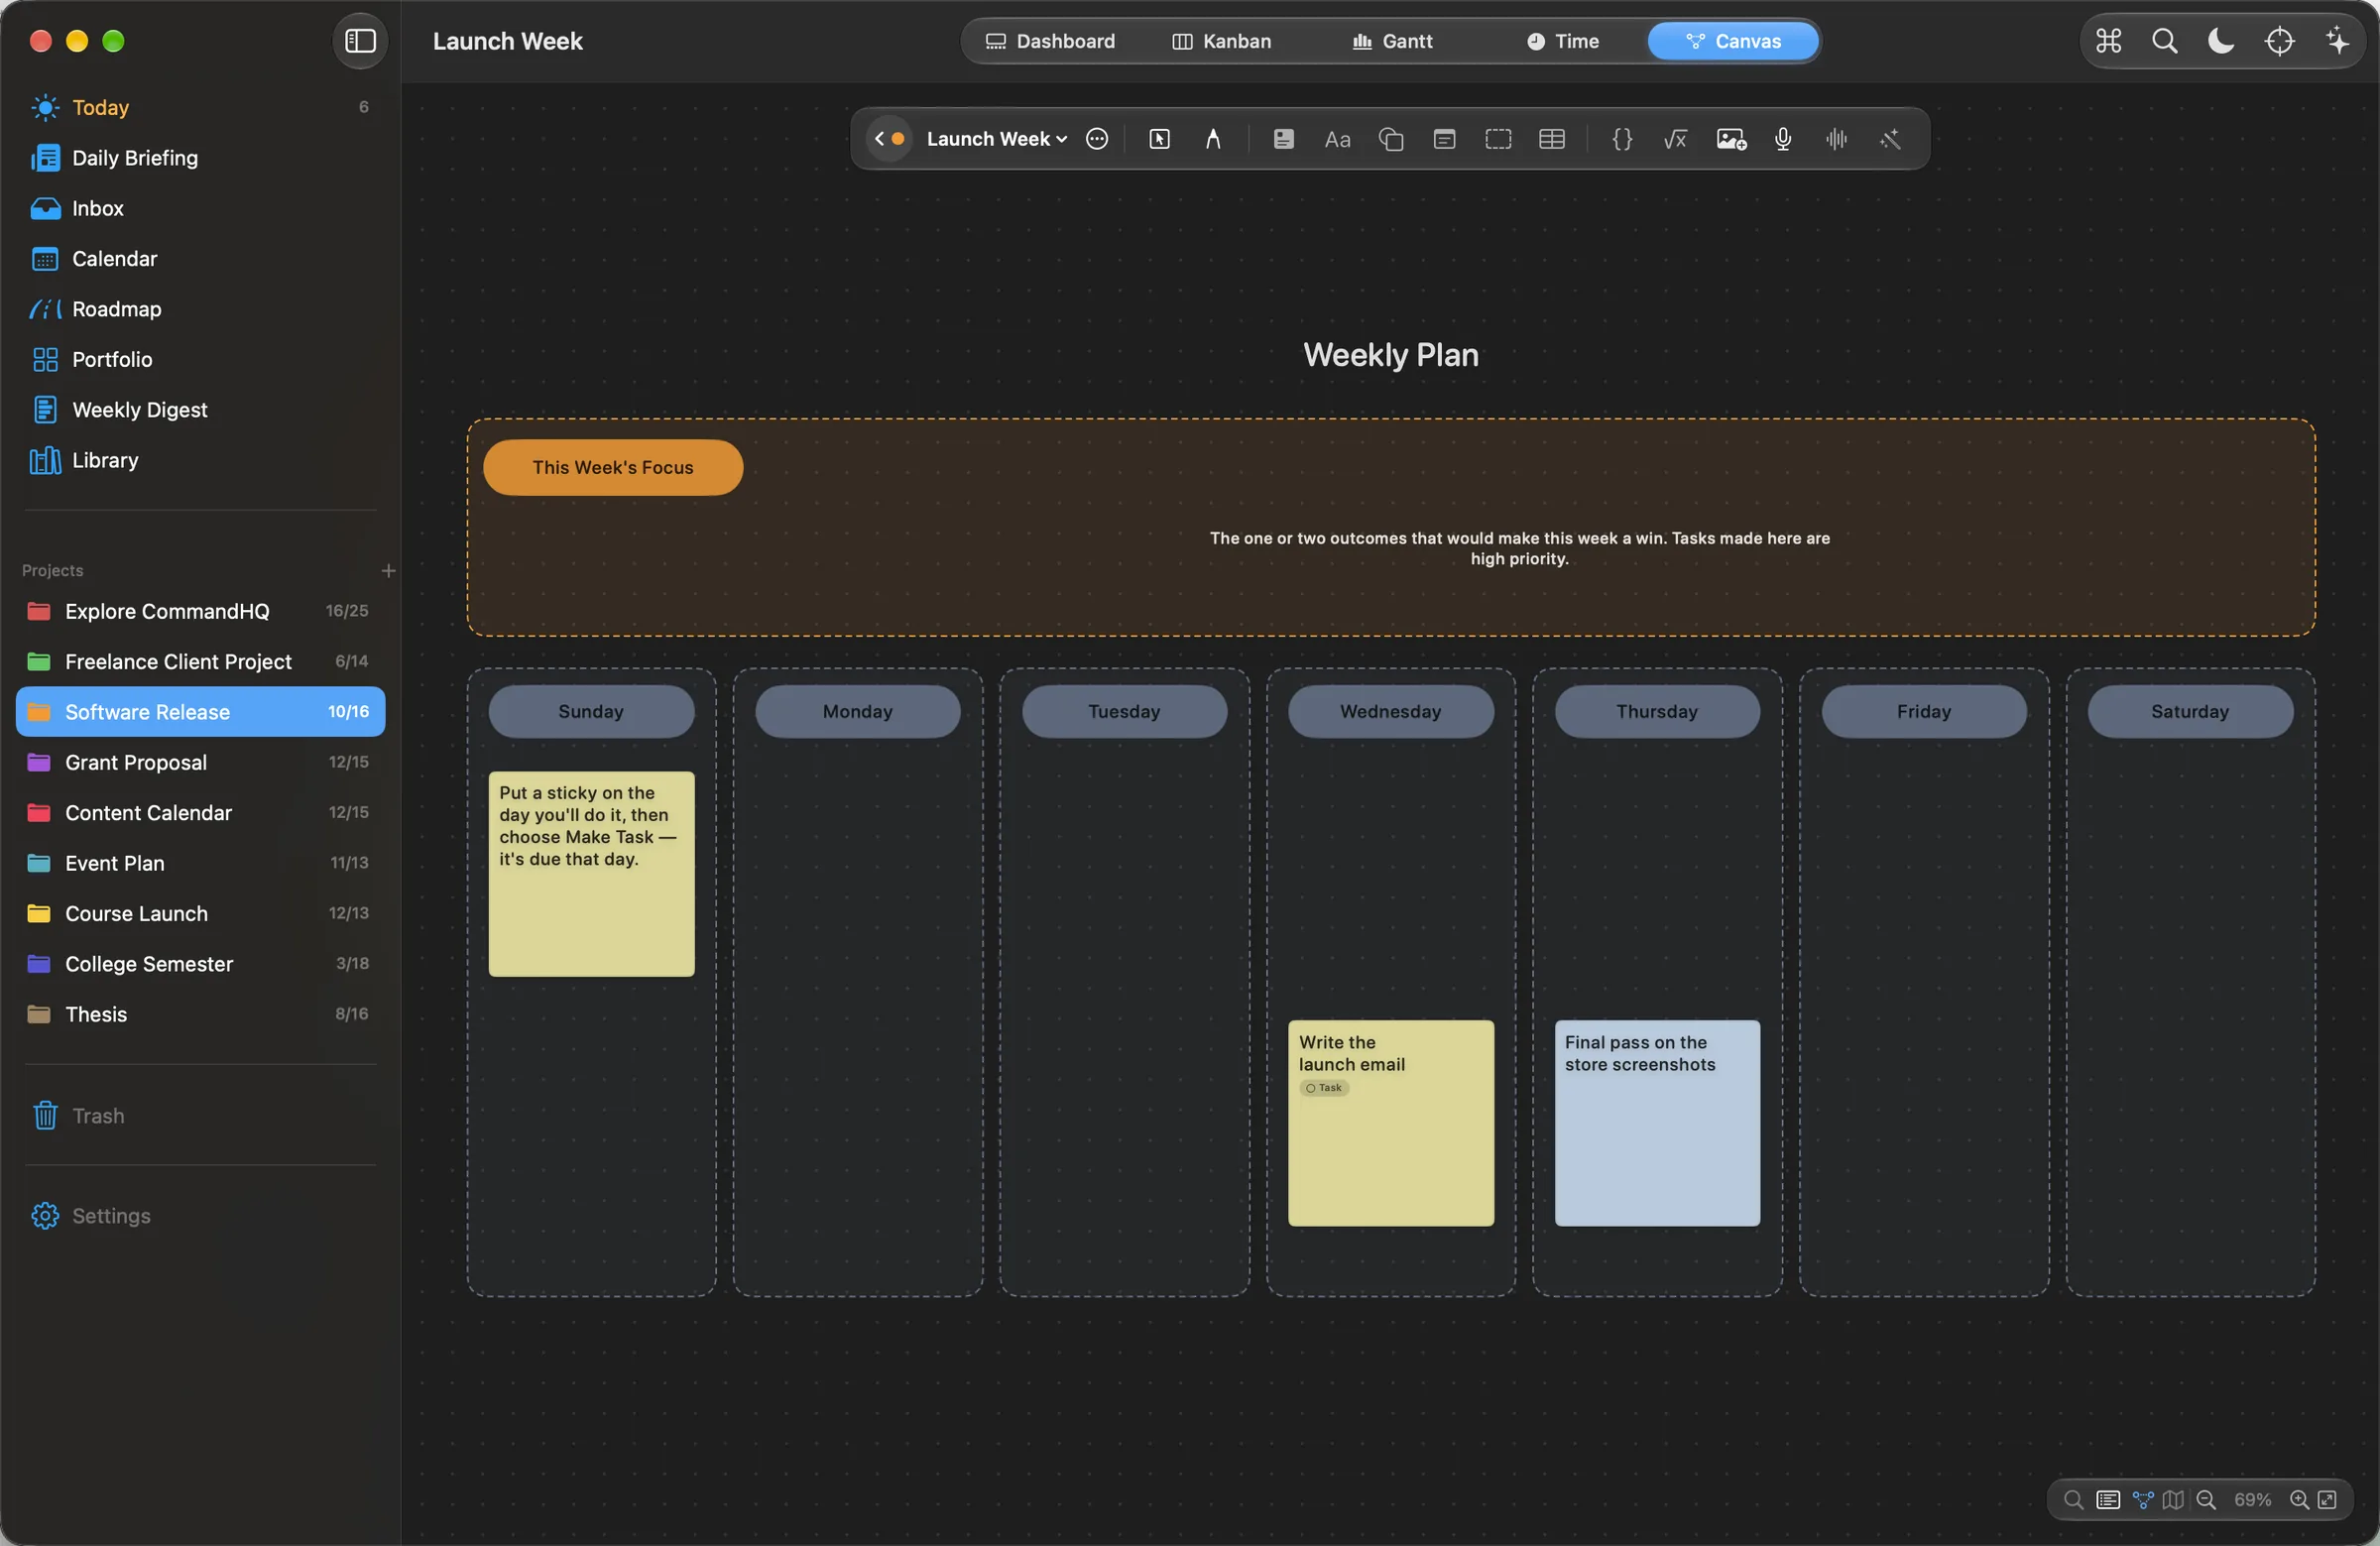 Launch Week
Dashboard
Kanban
Gantt
Time
Canvas
Today 6
Daily Briefing
Inbox
Calendar
Roadmap
Portfolio
Weekly Digest
Library
Projects
Explore CommandHQ 16/25
Freelance Client Project 6/14
Software Release 10/16
Grant Proposal 12/15
Content Calendar 12/15
Event Plan 11/13
Course Launch 12/13
College Semester 3/18
Thesis 8/16
Trash
Settings
Launch Week
Aa
Weekly Plan
This Week's Focus
The one or two outcomes that would make this week a win. Tasks made here are
high priority.
Sunday
Monday
Tuesday
Wednesday
Thursday
Friday
Saturday
Put a sticky on the
day you'll do it, then
choose Make Task —
it's due that day.
Write the
launch email
Task
Final pass on the
store screenshots
69%